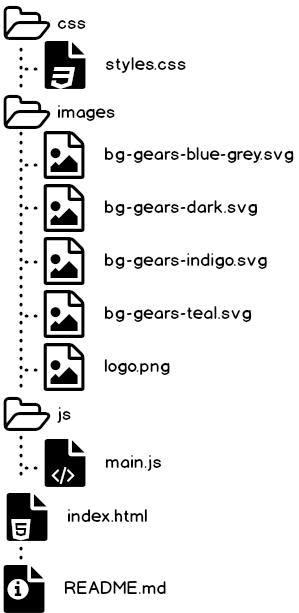 css
styles.css
images
bg-gears-blue-grey.svg
bg-gears-dark.svg
bg-gears-indigo.svg
bg-gears-teal.svg
logo.png
js
main.js
index.html
README.md